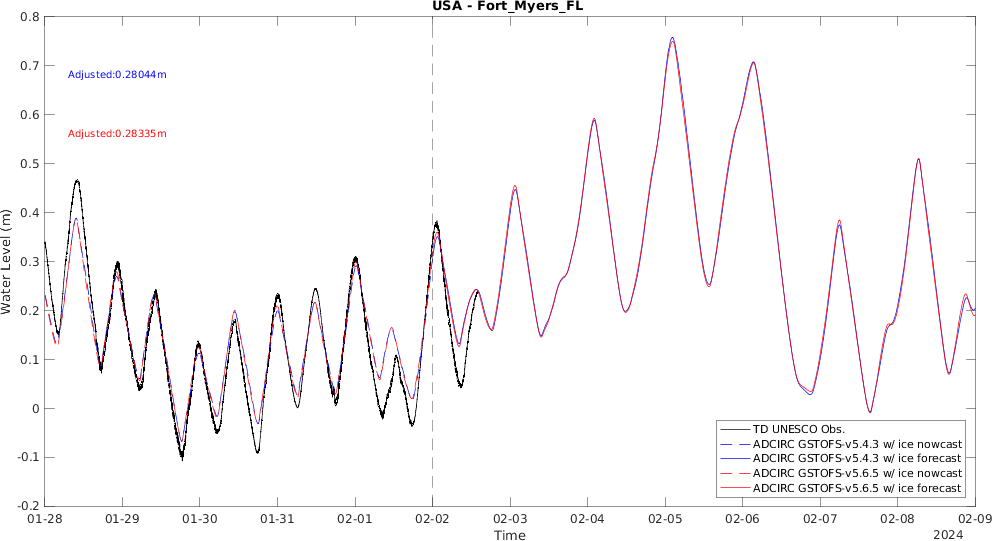 USA - Fort_Myers_FL
Adjusted:0.28044m
Adjusted:0.28335m
Water Level (m)
0.8
0.7
0.6
0.5
0.4
0.3
0.2
0.1
0
-0.1
-0.2
TD UNESCO Obs.
ADCIRC GSTOFS-v5.4.3 w/ ice nowcast
ADCIRC GSTOFS-v5.4.3 w/ ice forecast
ADCIRC GSTOFS-v5.6.5 w/ ice nowcast
ADCIRC GSTOFS-v5.6.5 w/ ice forecast
01-28 01-29 01-30 01-31 02-01 02-02 02-03 02-04 02-05 02-06 02-07 02-08 02-09
Time
2024